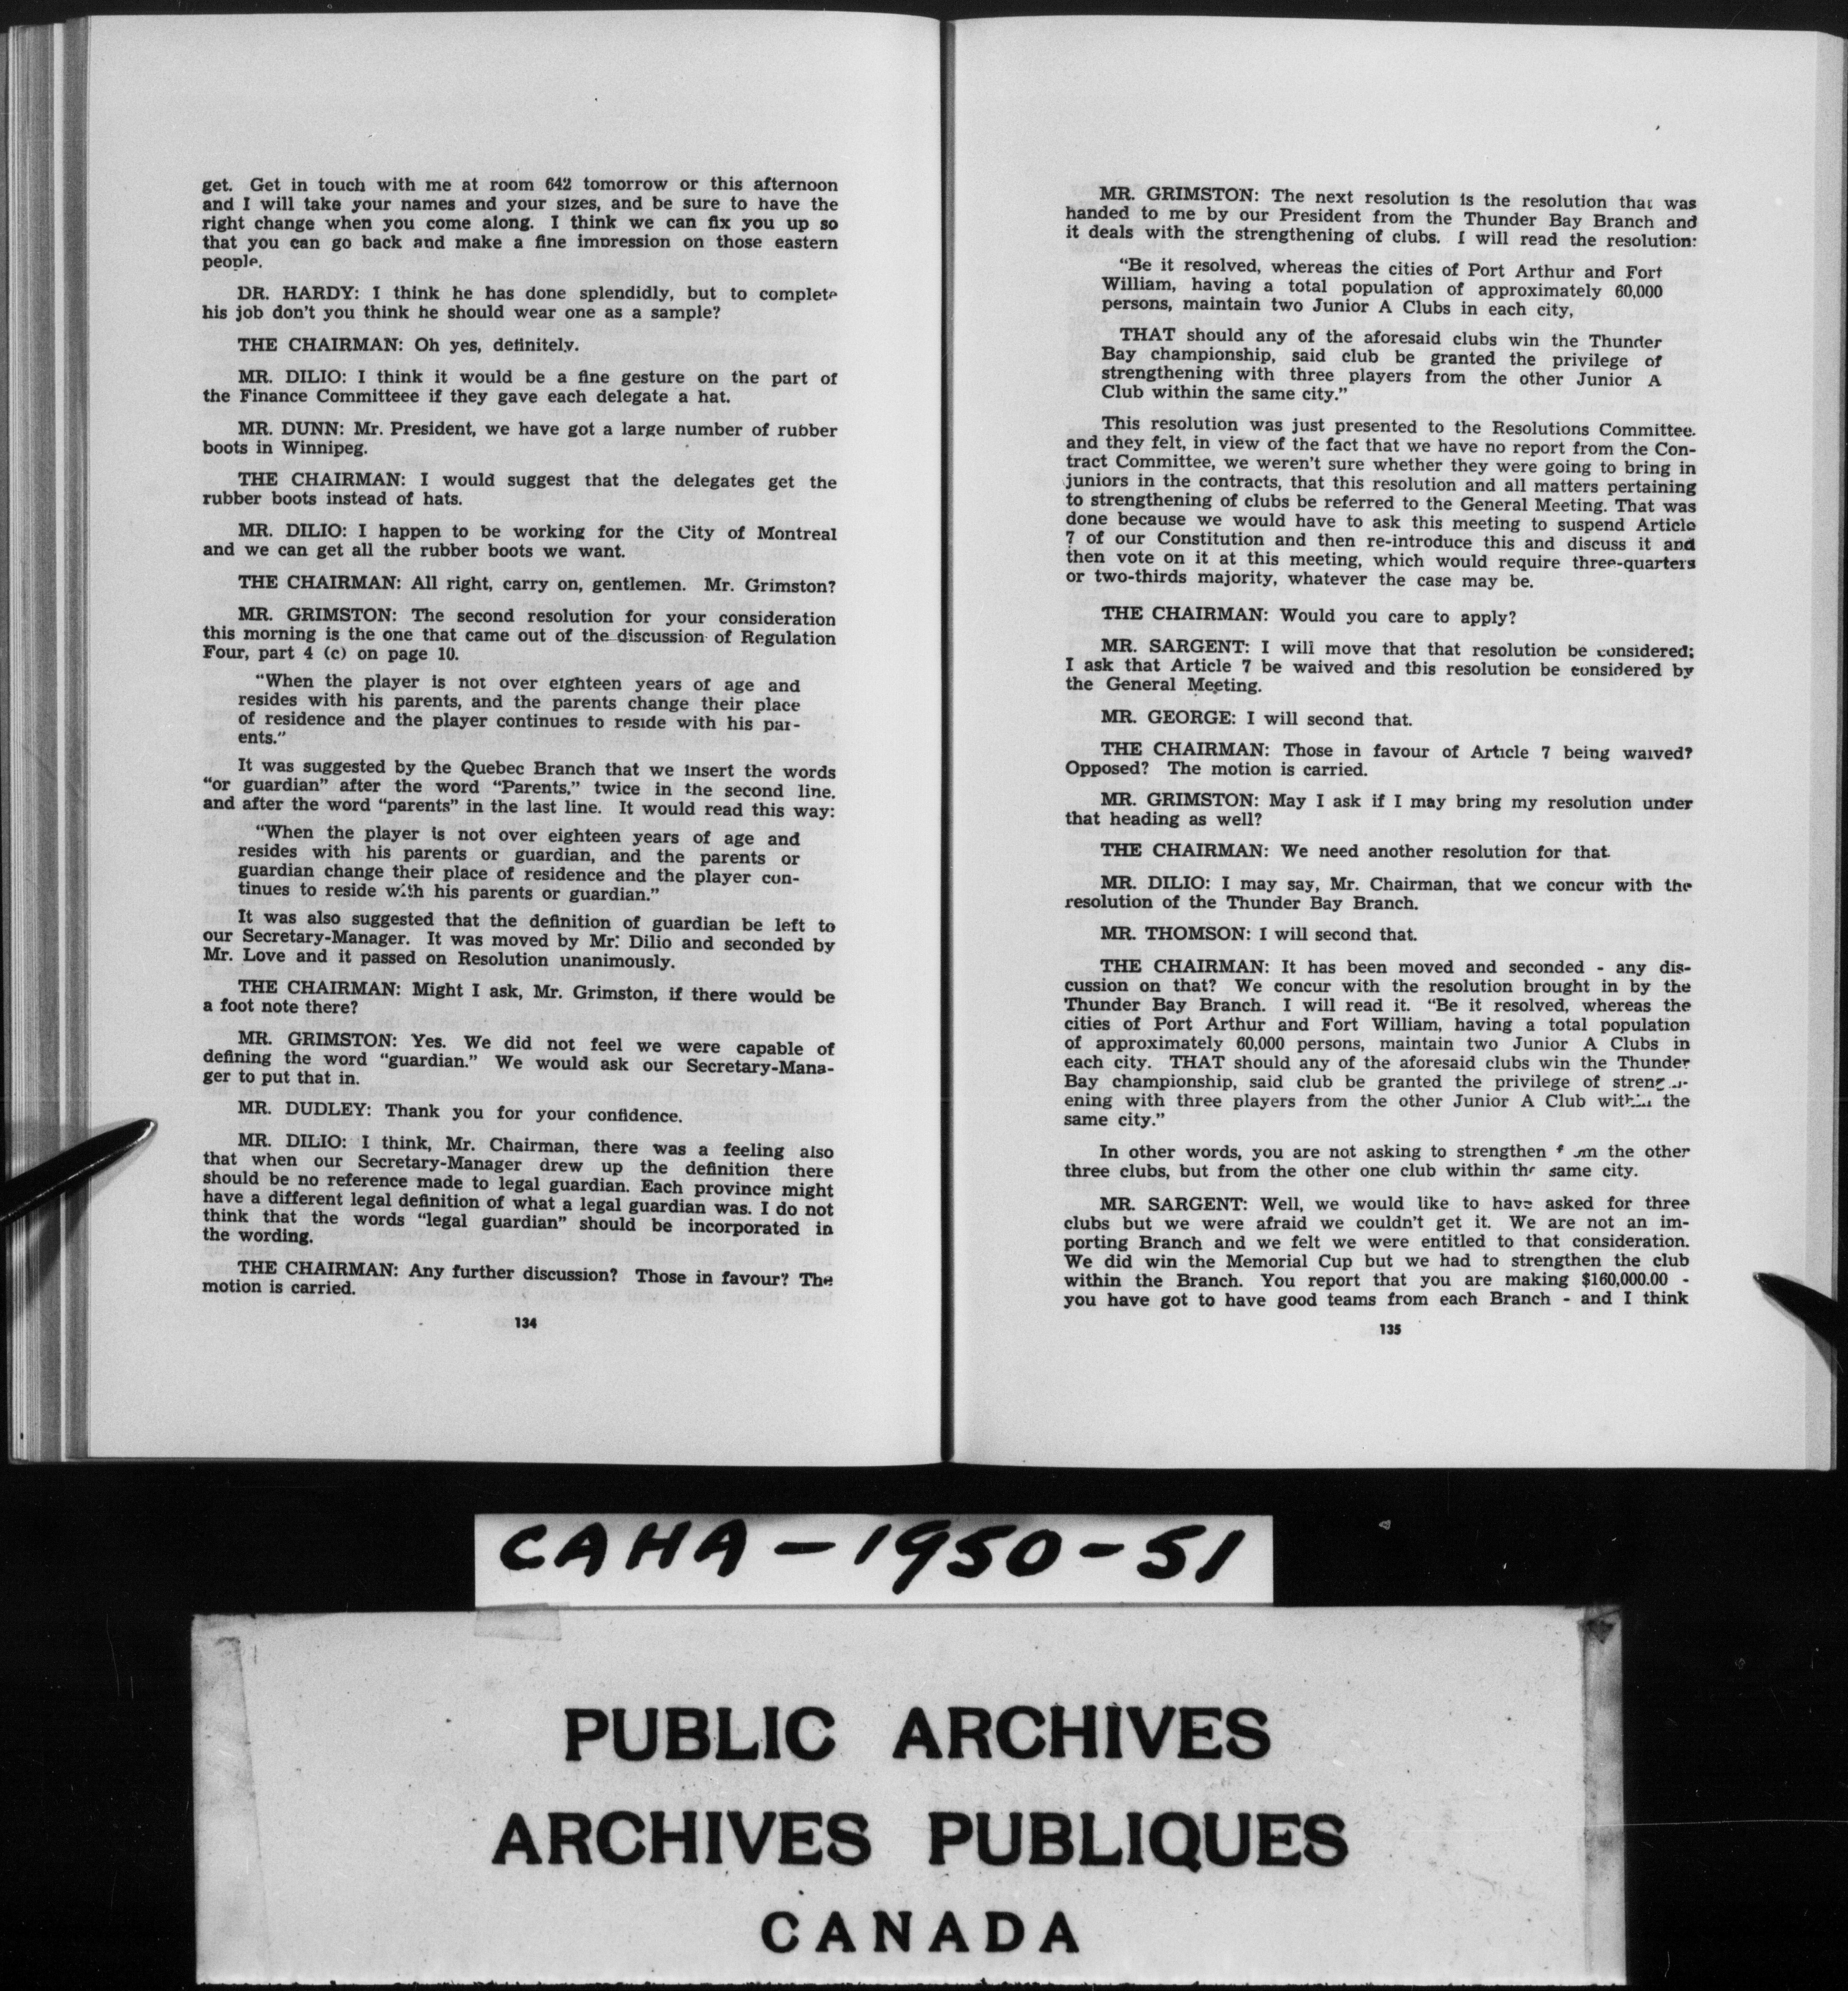 get. Get in touch with me at room 642 tomorrow or this afternoon
and I will take your names and your sizes, and be sure to have the
right change when you come along. I think we can fix you up so
that you can go back and make a fine impression on those eastern
people.
DR. HARDY: I think he has done splendidly, but to complete
his job don't you think he should wear one as a sample?
THE CHAIRMAN: Oh yes, definitely.
MR. DILIO: I think it would be a fine gesture on the part of
the Finance Committeee if they gave each delegate a hat.
MR. DUNN: Mr. President, we have got a large number of rubber
boots in Winnipeg.
THE CHAIRMAN: I would suggest that the delegates get the
rubber boots instead of hats.
MR. DILIO: I happen to be working for the City of Montreal
and we can get all the rubber boots we want.
THE CHAIRMAN: All right, carry on, gentlemen. Mr. Grimston?
MR. GRIMSTON: The second resolution for your consideration
this morning is the one that came out of the discussion of Regulation
Four, part 4 (c) on page 10.
"When the player is not over eighteen years of age and
resides with his parents, and the parents change their place
of residence and the player continues to reside with his par-
ents."
It was suggested by the Quebec Branch that we insert the words
"or guardian" after the word "Parents," twice in the second line.
and after the word "parents" in the last line. It would read this way:
"When the player is not over eighteen years of age and
resides with his parents or guardian, and the parents or
guardian change their place of residence and the player con-
tinues to reside with his parents or guardian."
It was also suggested that the definition of guardian be left to
our Secretary-Manager. It was moved by Mr. Dilio and seconded by
Mr. Love and it passed on Resolution unanimously.
THE CHAIRMAN: Might I ask, Mr. Grimston, if there would be
a foot note there?
MR. GRIMSTON: Yes. We did not feel we were capable of
defining the word "guardian." We would ask our Secretary-Mana-
ger to put that in.
MR. DUDLEY: Thank you for your confidence.
MR. DILIO: I think, Mr. Chairman, there was a feeling also
that when our Secretary-Manager drew up the definition there
should be no reference made to legal guardian. Each province might
have a different legal definition of what a legal guardian was. I do not
think that the words "legal guardian" should be incorporated in
the wording.
THE CHAIRMAN: Any further discussion? Those in favour? The
motion is carried.
134
MR. GRIMSTON: The next resolution is the resolution that was
handed to me by our President from the Thunder Bay Branch and
it deals with the strengthening of clubs. I will read the resolution:
"Be it resolved, whereas the cities of Port Arthur and Fort
William, having a total population of approximately 60,000
persons, maintain two Junior A Clubs in each city,
THAT should any of the aforesaid clubs win the Thunder
Bay championship, said club be granted the privilege of
strengthening with three players from the other Junior A
Club within the same city."
This resolution was just presented to the Resolutions Committee.
and they felt, in view of the fact that we have no report from the Con-
tract Committee, we weren't sure whether they were going to bring in
juniors in the contracts, that this resolution and all matters pertaining
to strengthening of clubs be referred to the General Meeting. That was
done because we would have to ask this meeting to suspend Article
7 of our Constitution and then re-introduce this and discuss it and
then vote on it at this meeting, which would require three-quarters
or two-thirds majority, whatever the case may be.
THE CHAIRMAN: Would you care to apply?
MR. SARGENT: I will move that that resolution be considered;
I ask that Article 7 be waived and this resolution be considered by
the General Meeting.
MR. GEORGE: I will second that.
THE CHAIRMAN: Those in favour of Article 7 being waived?
Opposed? The motion is carried.
MR. GRIMSTON: May I ask if I may bring my resolution under
that heading as well?
THE CHAIRMAN: We need another resolution for that.
MR. DILIO: I may say, Mr. Chairman, that we concur with the
resolution of the Thunder Bay Branch.
MR. THOMSON: I will second that.
THE CHAIRMAN: It has been moved and seconded - any dis-
cussion on that? We concur with the resolution brought in by the
Thunder Bay Branch. I will read it. "Be it resolved, whereas the
cities of Port Arthur and Fort William, having a total population
of approximately 60,000 persons, maintain two Junior A Clubs in
each city. THAT should any of the aforesaid clubs win the Thunder
Bay championship, said club be granted the privilege of strength-
ening with three players from the other Junior A Club within the
same city."
In other words, you are not asking to strengthen from the other
three clubs, but from the other one club within the same city.
MR. SARGENT: Well, we would like to have asked for three
clubs but we were afraid we couldn't get it. We are not an im-
porting Branch and we felt we were entitled to that consideration.
We did win the Memorial Cup but we had to strengthen the club
within the Branch. You report that you are making $160,000.00 -
you have got to have good teams from each Branch - and I think
135
CAHA-1950-51
PUBLIC ARCHIVES
ARCHIVES PUBLIQUES
CANADA